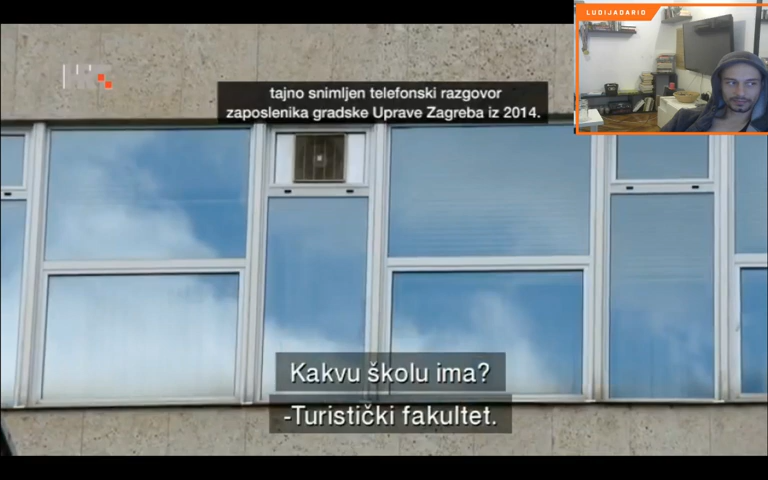 LUDIJADARIO
HRT
tajno snimljen telefonski razgovor
zaposlenika gradske Uprave Zagreba iz 2014.
Kakvu školu ima?
-Turistički fakultet.